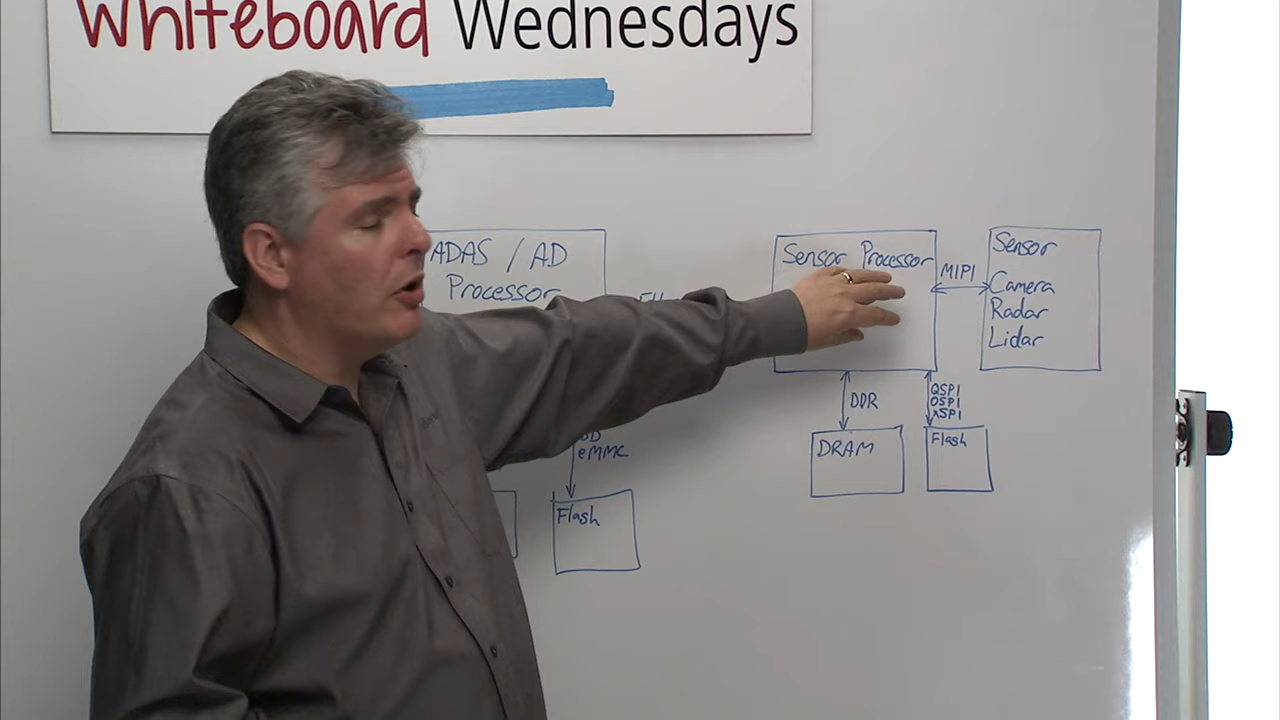 Whiteboard Wednesdays
ADAS / AD
Processor
Sensor Processor
MIPI
Sensor
Camera
Radar
Lidar
DDR
QSPI
OSPI
xSPI
DRAM
Flash
eMMC
Flash